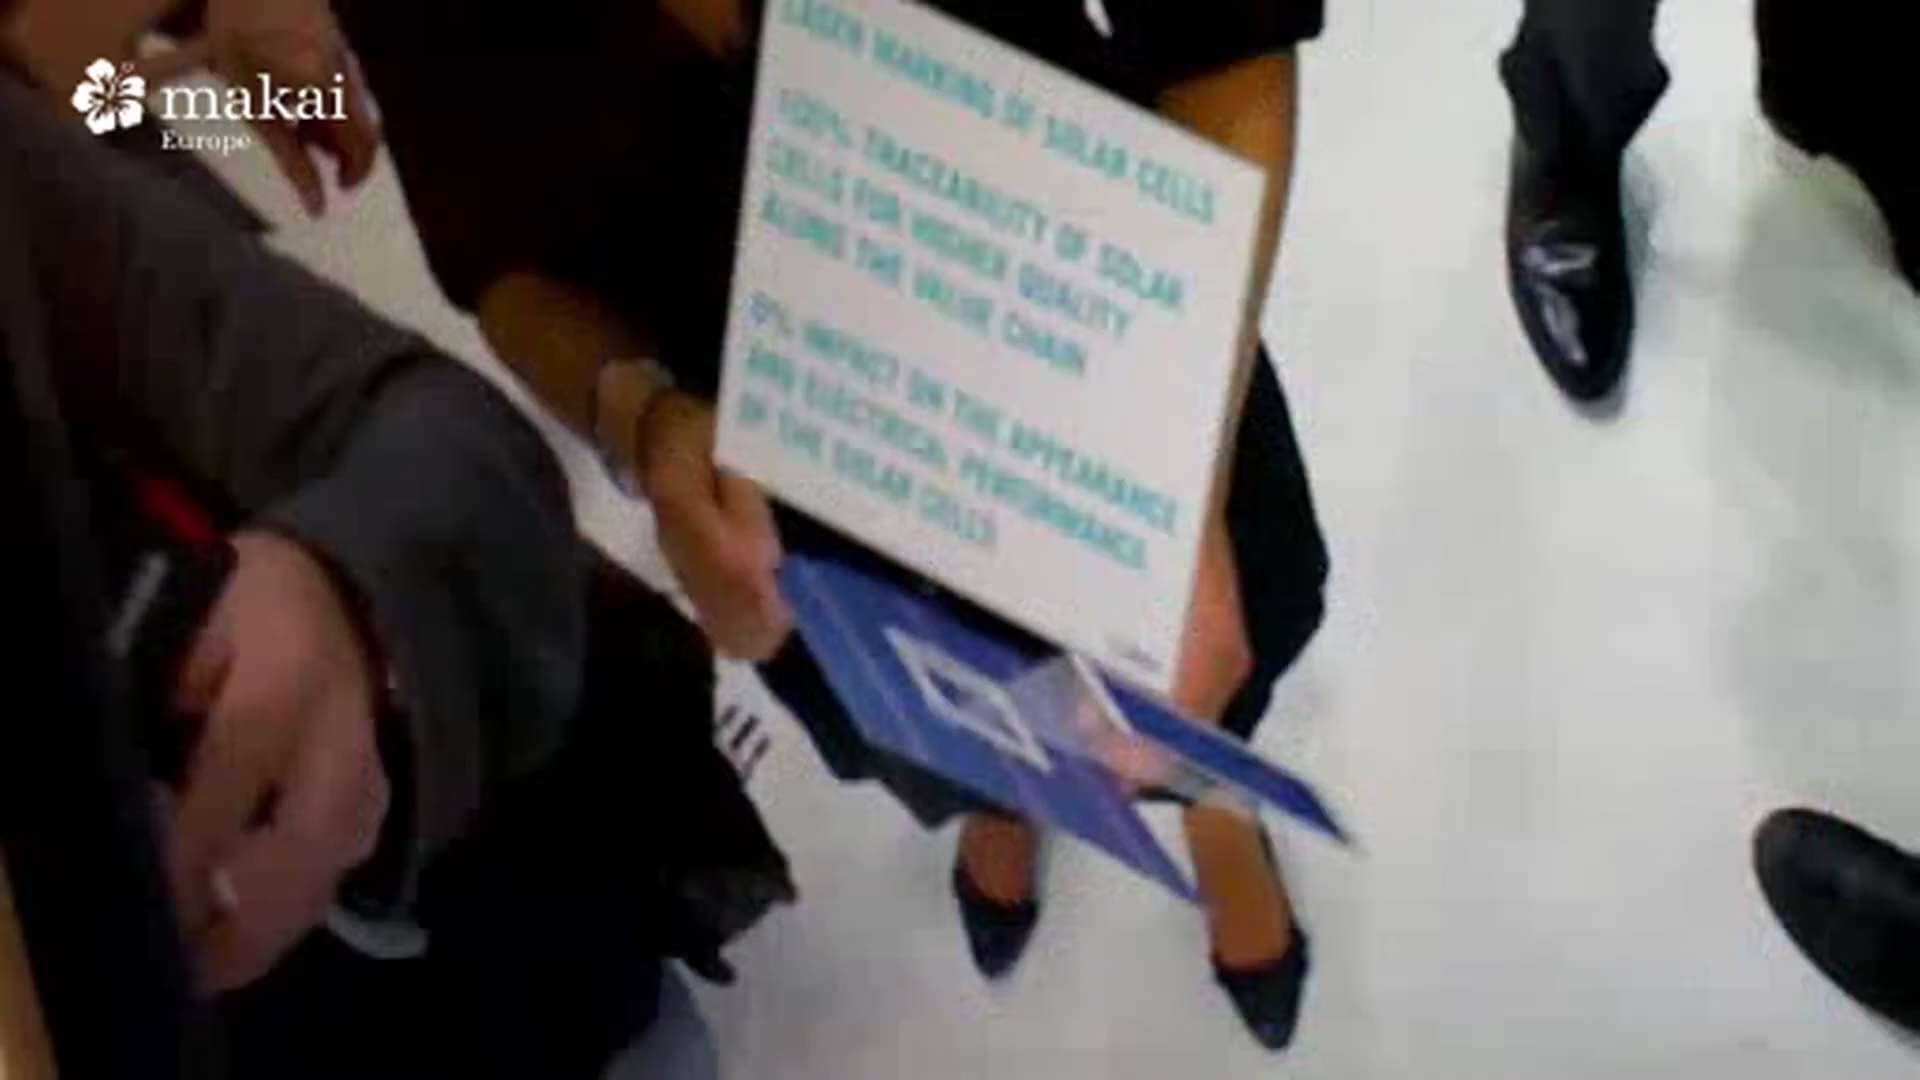 makai
Europe
LASER MARKING OF SOLAR CELLS
100% TRACEABILITY OF SOLAR
CELLS FOR HIGHER QUALITY
ALONG THE VALUE CHAIN
0% IMPACT ON THE APPEARANCE
AND ELECTRICAL PERFORMANCE
OF THE SOLAR CELLS